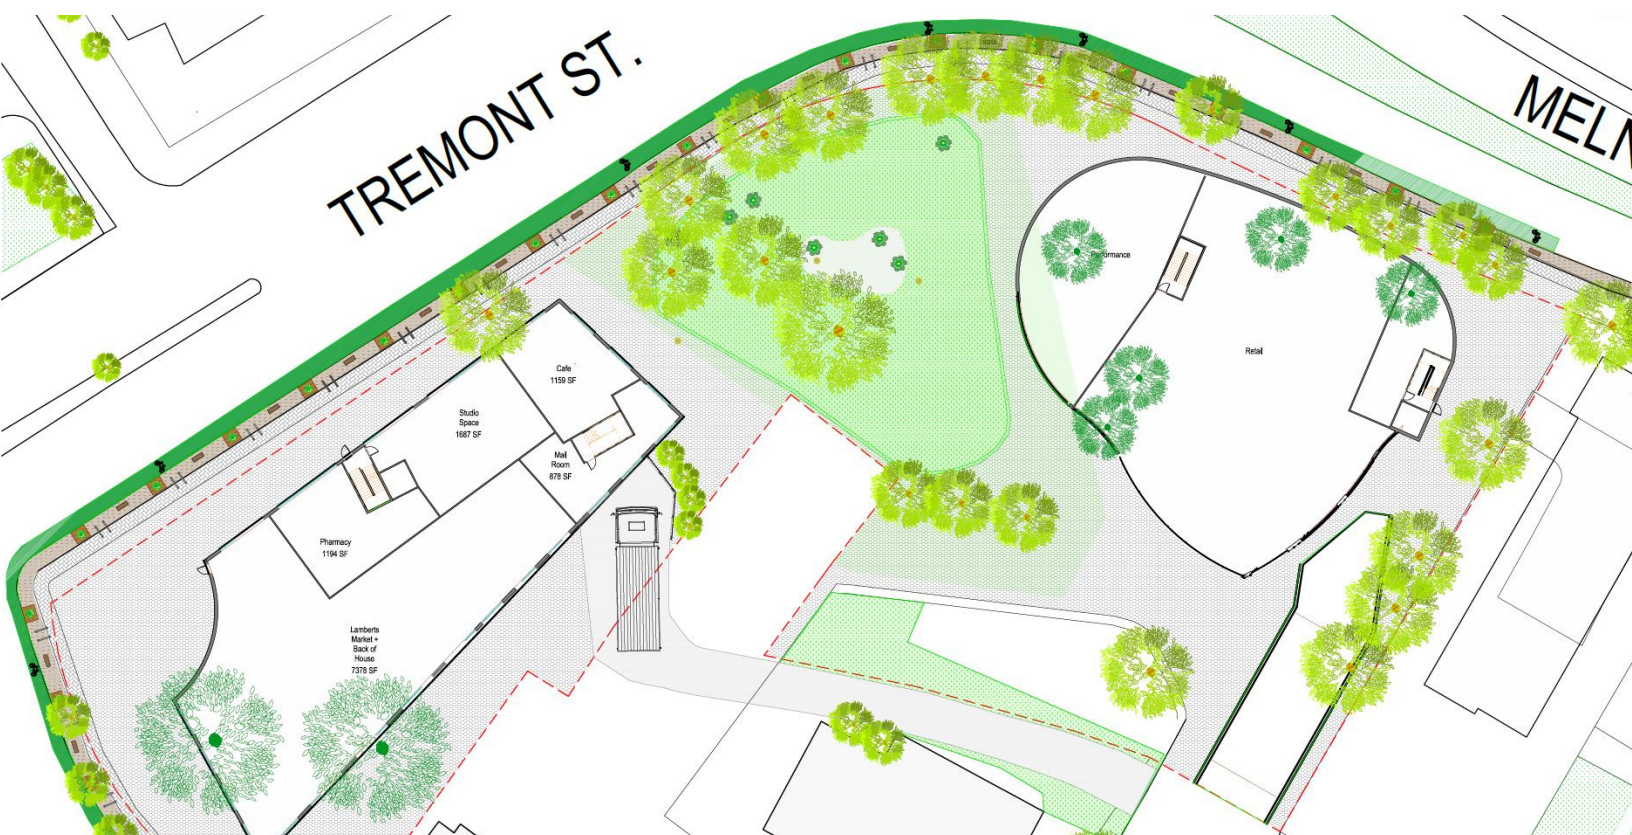 TREMONT ST.
MELN
Performance
Retail
Cafe
1159 SF
Studio
Space
1687 SF
Mail
Room
878 SF
Pharmacy
1194 SF
Lamberts
Market +
Back of
House
7378 SF